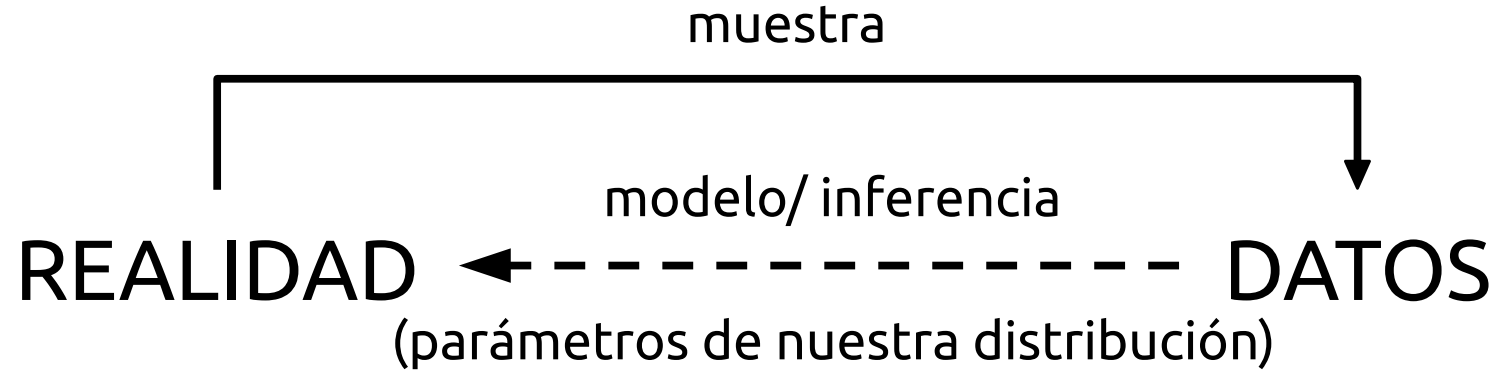 muestra
modelo/ inferencia
REALIDAD DATOS
(parámetros de nuestra distribución)